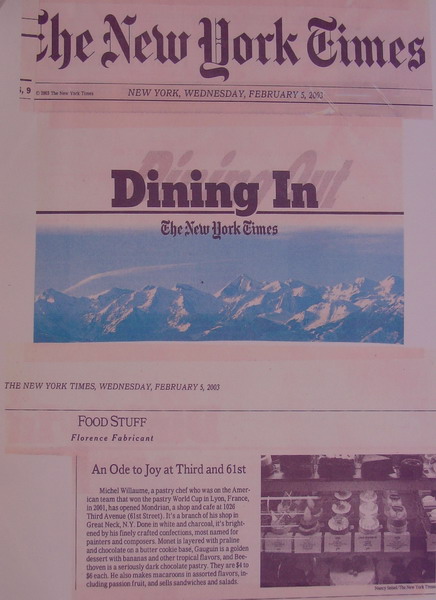 The New York Times
, 9
© 2003 The New York Times
NEW YORK, WEDNESDAY, FEBRUARY 5, 2003
Dining Out
Dining In
The New York Times
THE NEW YORK TIMES, WEDNESDAY, FEBRUARY 5, 2003
FOOD STUFF
Florence Fabricant
An Ode to Joy at Third and 61st
Michel Willaume, a pastry chef who was on the Amer-
ican team that won the pastry World Cup in Lyon, France,
in 2001, has opened Mondrian, a shop and cafe at 1026
Third Avenue (61st Street). It's a branch of his shop in
Great Neck, N.Y. Done in white and charcoal, it's bright-
ened by his finely crafted confections, most named for
painters and composers. Monet is layered with praline
and chocolate on a butter cookie base, Gauguin is a golden
dessert with bananas and other tropical flavors, and Bee-
thoven is a seriously dark chocolate pastry. They are $4 to
$6 each. He also makes macaroons in assorted flavors, in-
cluding passion fruit, and sells sandwiches and salads.